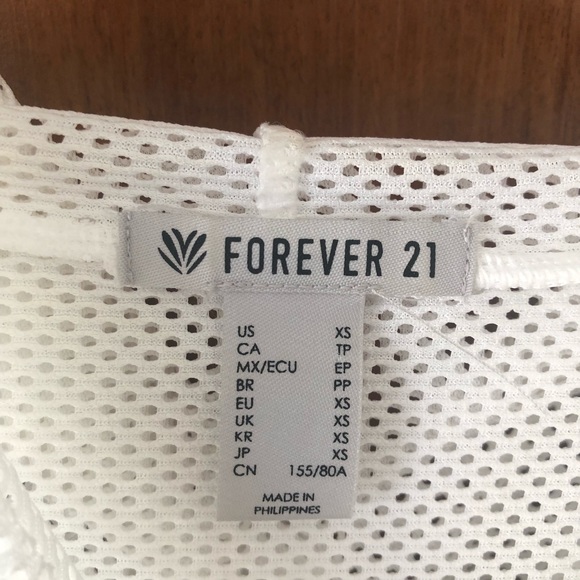 FOREVER 21
US XS
CA TP
MX/ECU EP
BR PP
EU XS
UK XS
KR XS
JP XS
CN 155/80A
MADE IN
PHILIPPINES